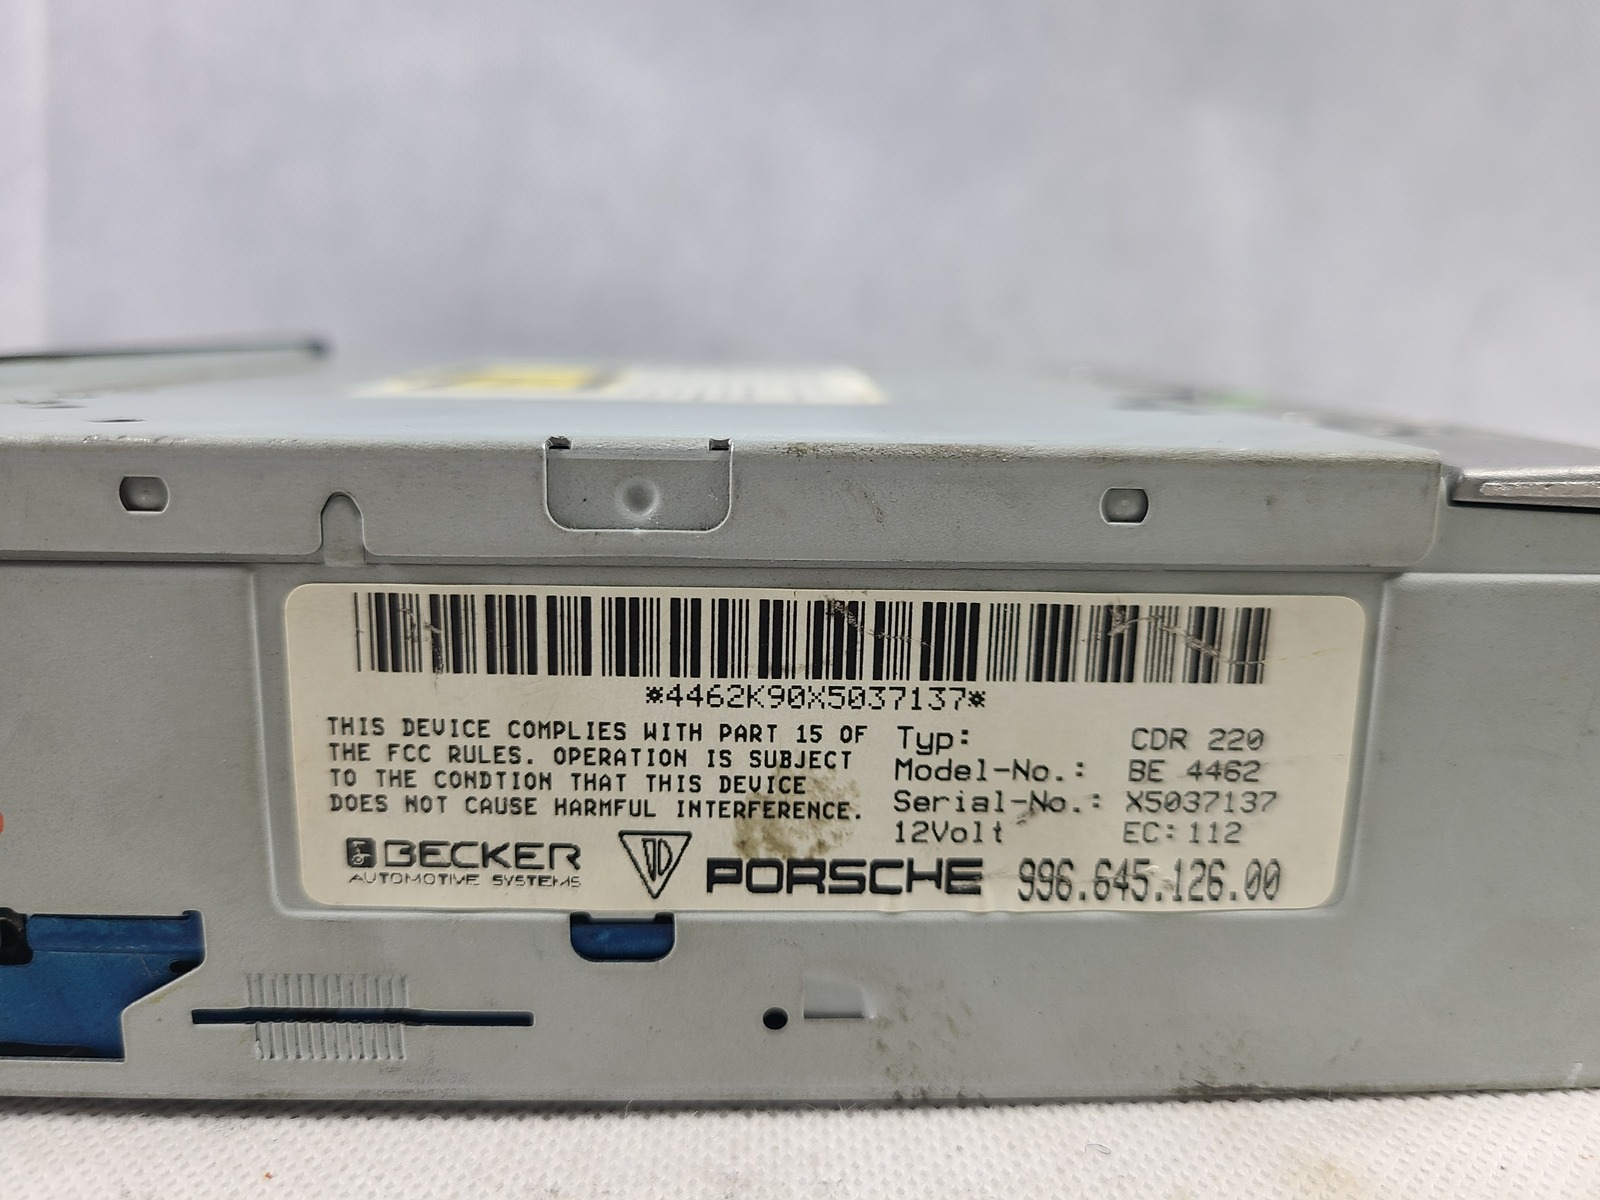 *4462K90X5037137*
THIS DEVICE COMPLIES WITH PART 15 OF
THE FCC RULES. OPERATION IS SUBJECT
TO THE CONDTION THAT THIS DEVICE
DOES NOT CAUSE HARMFUL INTERFERENCE.
Typ: CDR 220
Model-No.: BE 4462
Serial-No.: X5037137
12Volt EC:112
BECKER
AUTOMOTIVE SYSTEMS
PORSCHE 996.645.126.00